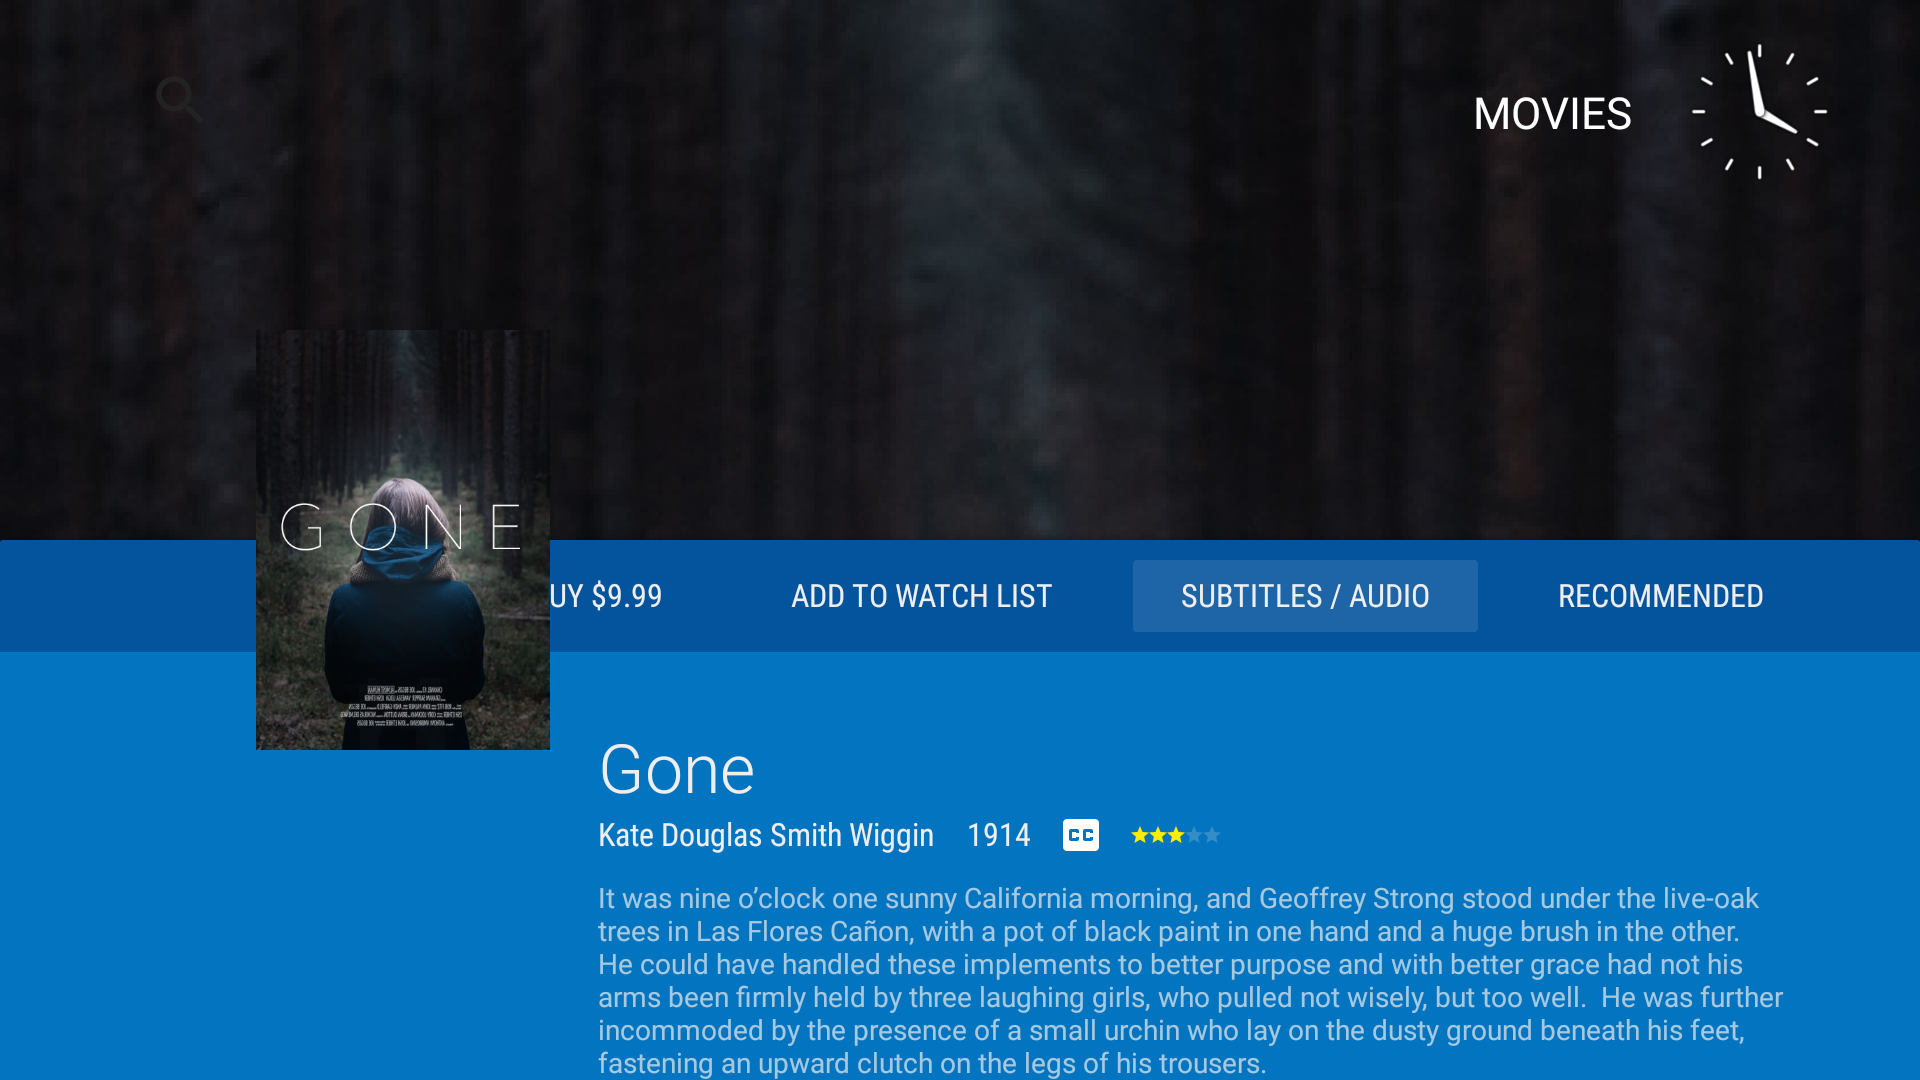 MOVIES
GONE
UY $9.99
ADD TO WATCH LIST
SUBTITLES / AUDIO
RECOMMENDED
Gone
Kate Douglas Smith Wiggin 1914 CC
It was nine o’clock one sunny California morning, and Geoffrey Strong stood under the live-oak
trees in Las Flores Cañon, with a pot of black paint in one hand and a huge brush in the other.
He could have handled these implements to better purpose and with better grace had not his
arms been firmly held by three laughing girls, who pulled not wisely, but too well.  He was further
incommoded by the presence of a small urchin who lay on the dusty ground beneath his feet,
fastening an upward clutch on the legs of his trousers.